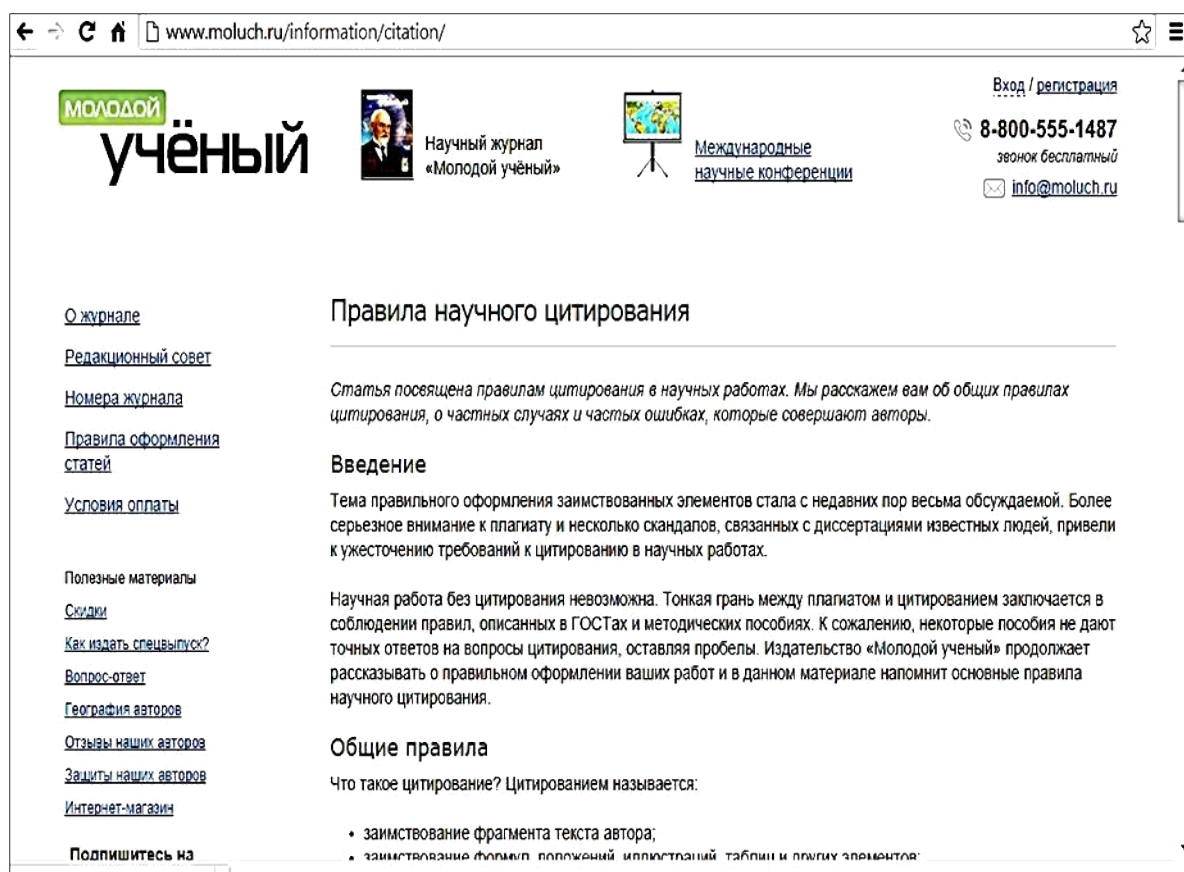 www.moluch.ru/information/citation/
Вход / регистрация
МОЛОДОЙ
учёный
Научный журнал
«Молодой учёный»
Международные
научные конференции
8-800-555-1487
звонок бесплатный
info@moluch.ru
О журнале
Редакционный совет
Номера журнала
Правила оформления
статей
Условия оплаты
Полезные материалы
Скидки
Как издать спецвыпуск?
Вопрос-ответ
География авторов
Отзывы наших авторов
Защиты наших авторов
Интернет-магазин
Подпишитесь на
Правила научного цитирования
Статья посвящена правилам цитирования в научных работах. Мы расскажем вам об общих правилах
цитирования, о частных случаях и частых ошибках, которые совершают авторы.
Введение
Тема правильного оформления заимствованных элементов стала с недавних пор весьма обсуждаемой. Более
серьезное внимание к плагиату и несколько скандалов, связанных с диссертациями известных людей, привели
к ужесточению требований к цитированию в научных работах.
Научная работа без цитирования невозможна. Тонкая грань между плагиатом и цитированием заключается в
соблюдении правил, описанных в ГОСТах и методических пособиях. К сожалению, некоторые пособия не дают
точных ответов на вопросы цитирования, оставляя пробелы. Издательство «Молодой ученый» продолжает
рассказывать о правильном оформлении ваших работ и в данном материале напомнит основные правила
научного цитирования.
Общие правила
Что такое цитирование? Цитированием называется:
• заимствование фрагмента текста автора;
• заимствование формул, положений, иллюстраций, таблиц и других элементов;